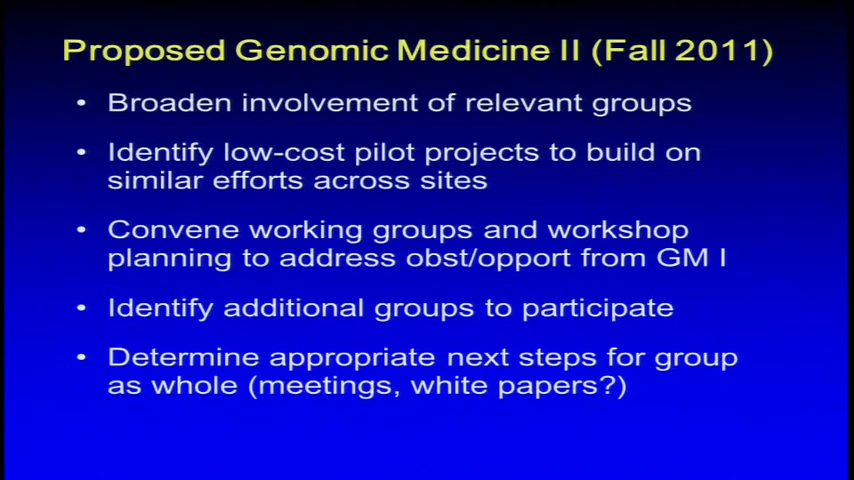 Proposed Genomic Medicine II (Fall 2011)
• Broaden involvement of relevant groups
• Identify low-cost pilot projects to build on
similar efforts across sites
• Convene working groups and workshop
planning to address obst/opport from GM I
• Identify additional groups to participate
• Determine appropriate next steps for group
as whole (meetings, white papers?)